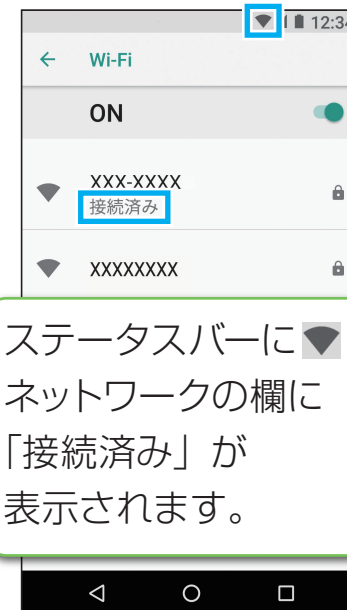 12:34
Wi-Fi
ON
XXX-XXXX
接続済み
XXXXXXXX
ステータスバーに
ネットワークの欄に
「接続済み」が
表示されます。